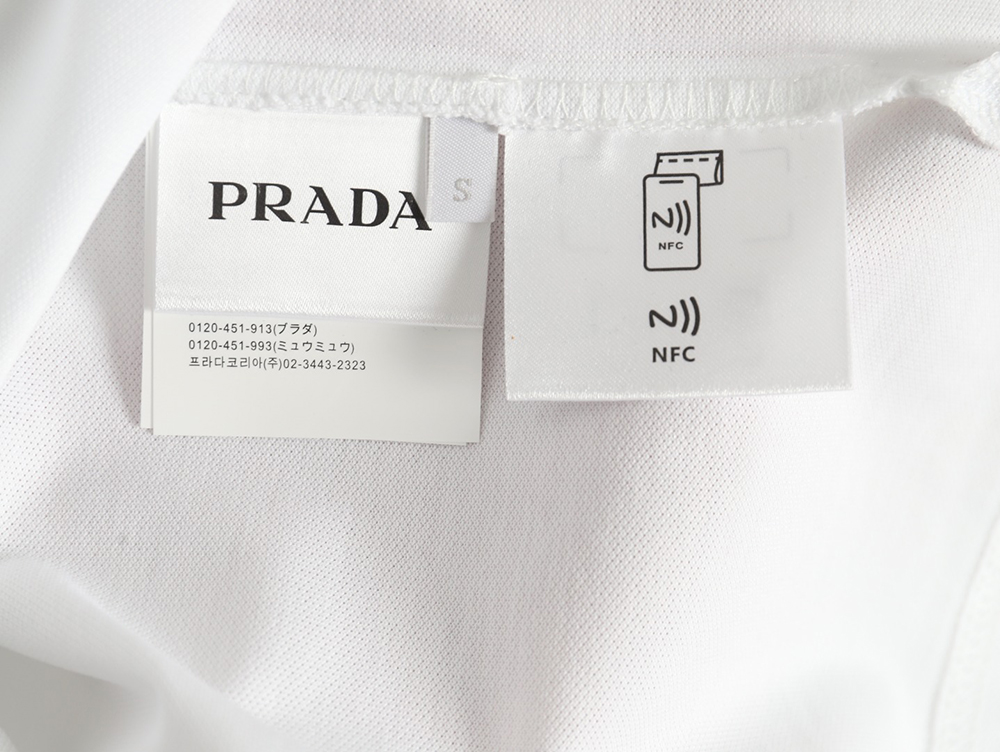 PRADA
S
0120-451-913(プラダ)
0120-451-993(ミュウミュウ)
프라다코리아(주)02-3443-2323
NFC
NFC